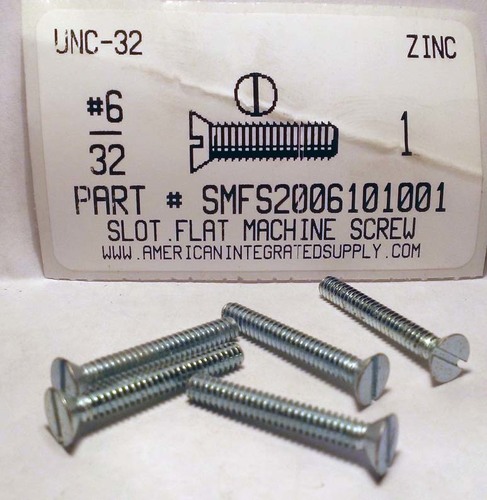 UNC-32 ZINC
#6
32
1
PART # SMFS2006101001
SLOT.FLAT MACHINE SCREW
WWW.AMERICANINTEGRATEDSUPPLY.COM